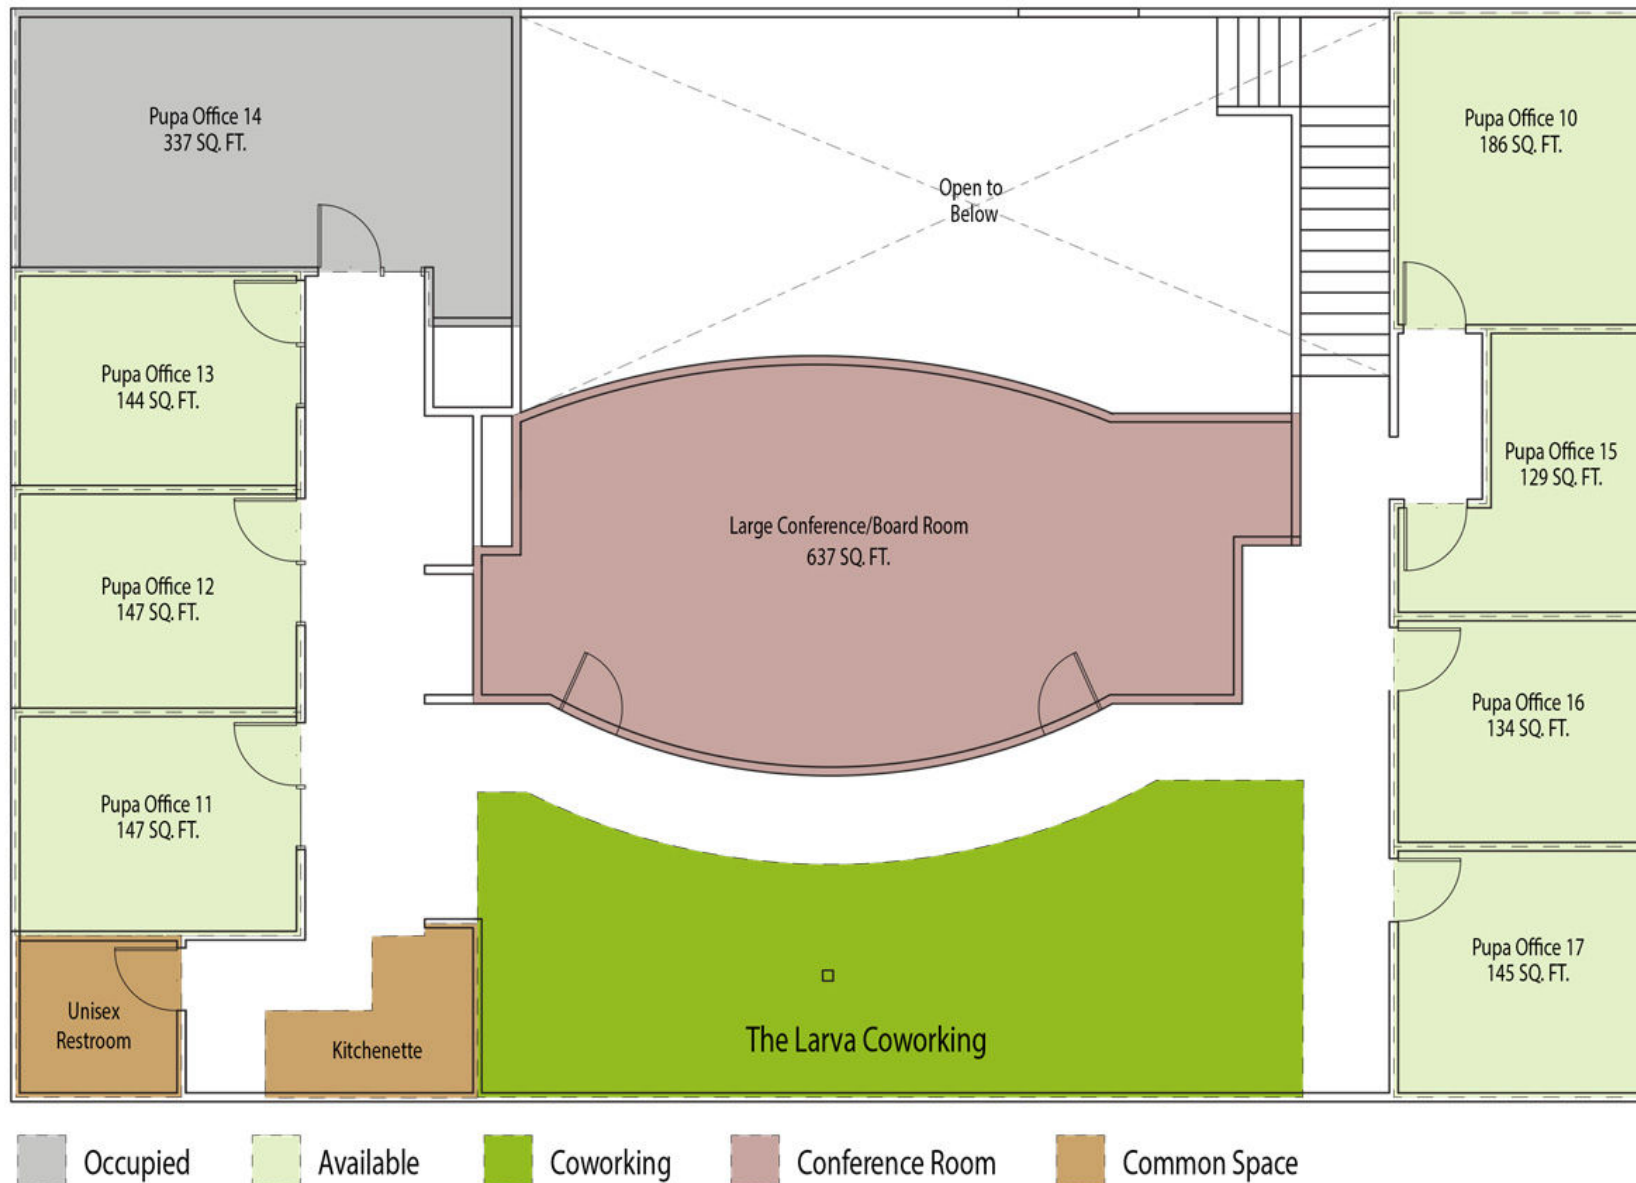 Pupa Office 14
337 SQ. FT.
Pupa Office 10
186 SQ. FT.
Open to
Below
Pupa Office 13
144 SQ. FT.
Pupa Office 15
129 SQ. FT.
Large Conference/Board Room
637 SQ. FT.
Pupa Office 12
147 SQ. FT.
Pupa Office 16
134 SQ. FT.
Pupa Office 11
147 SQ. FT.
Pupa Office 17
145 SQ. FT.
Unisex
Restroom
Kitchenette
The Larva Coworking
Occupied
Available
Coworking
Conference Room
Common Space